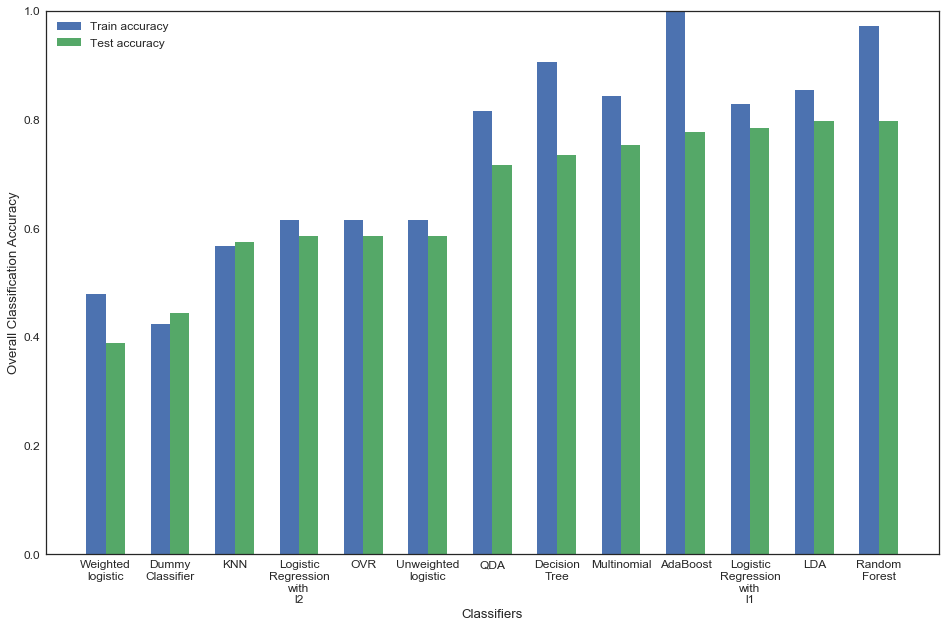 1.0
Train accuracy
Test accuracy
0.8
0.6
0.4
0.2
0.0
Overall Classification Accuracy
Weighted
logistic
Dummy
Classifier
KNN
Logistic
Regression
with
l2
OVR
Unweighted
logistic
QDA
Decision
Tree
Multinomial
AdaBoost
Logistic
Regression
with
l1
LDA
Random
Forest
Classifiers